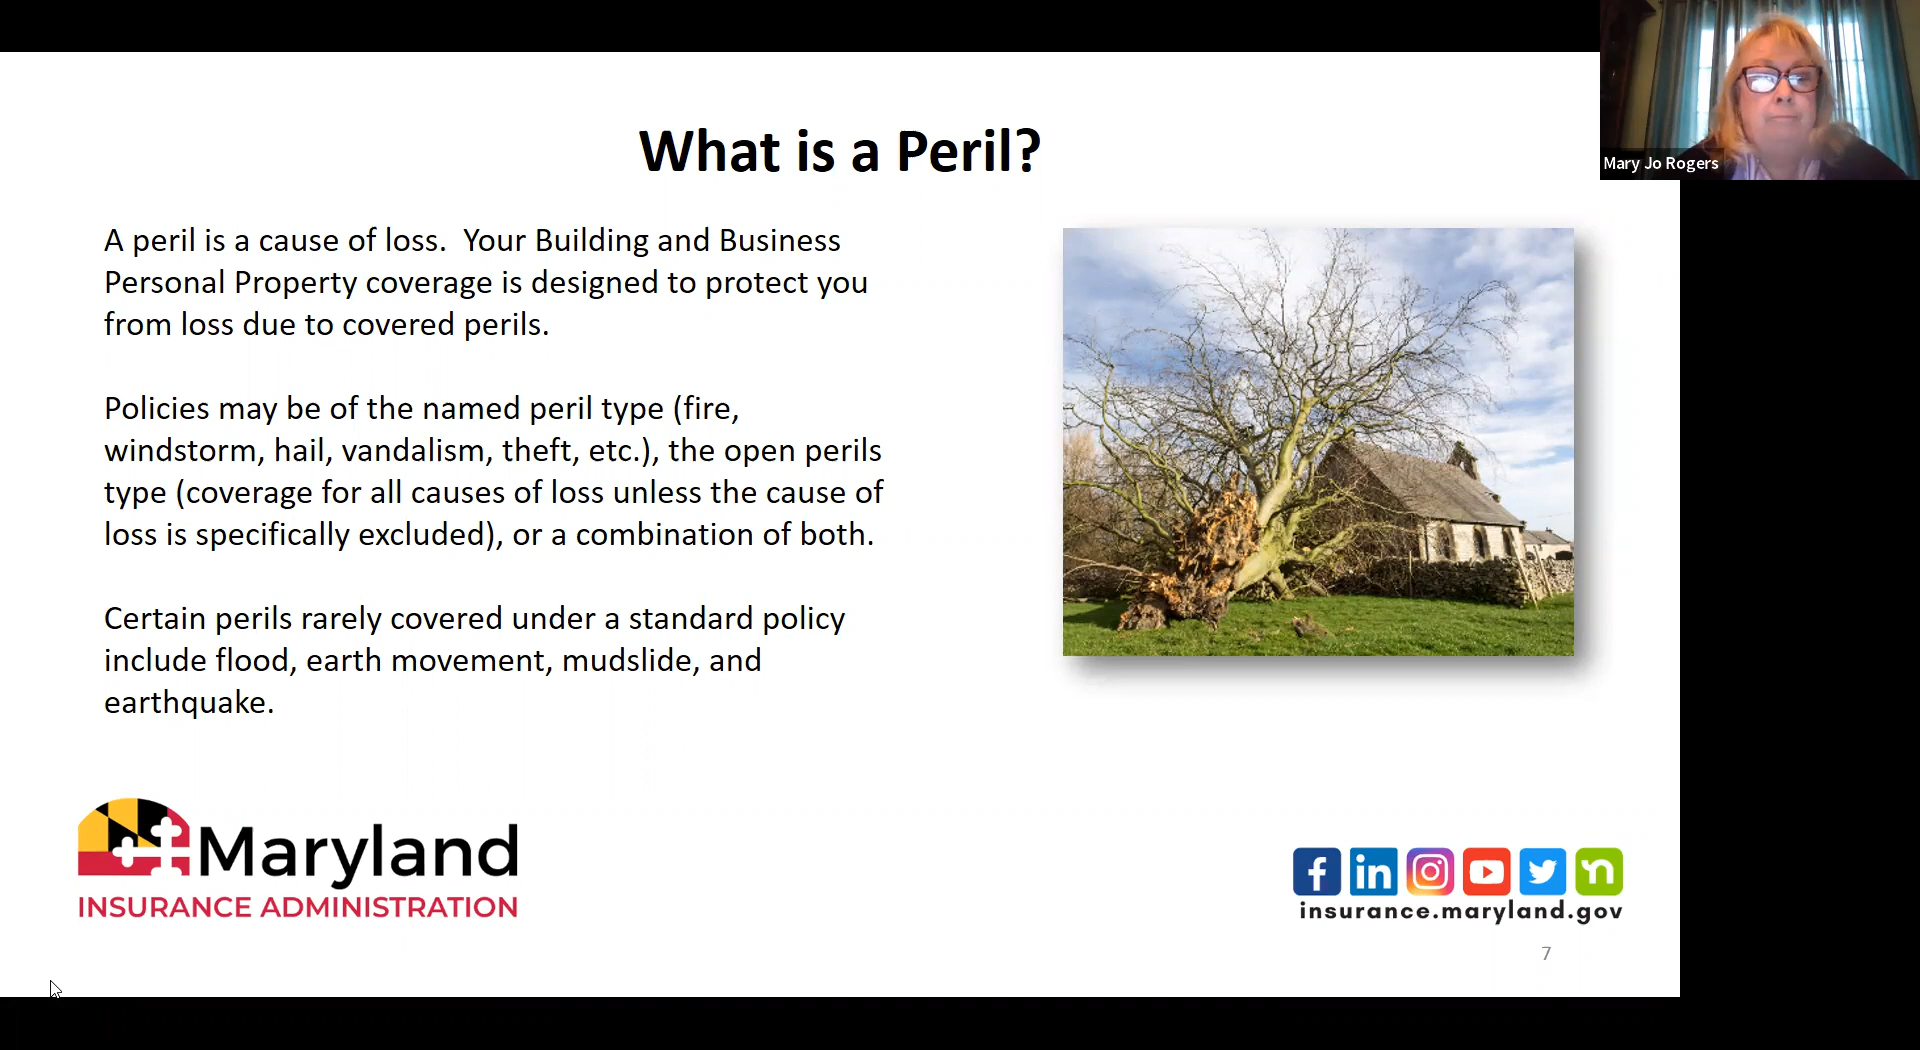 What is a Peril?
Mary Jo Rogers
A peril is a cause of loss.  Your Building and Business
Personal Property coverage is designed to protect you
from loss due to covered perils.
Policies may be of the named peril type (fire,
windstorm, hail, vandalism, theft, etc.), the open perils
type (coverage for all causes of loss unless the cause of
loss is specifically excluded), or a combination of both.
Certain perils rarely covered under a standard policy
include flood, earth movement, mudslide, and
earthquake.
Maryland
INSURANCE ADMINISTRATION
insurance.maryland.gov
7